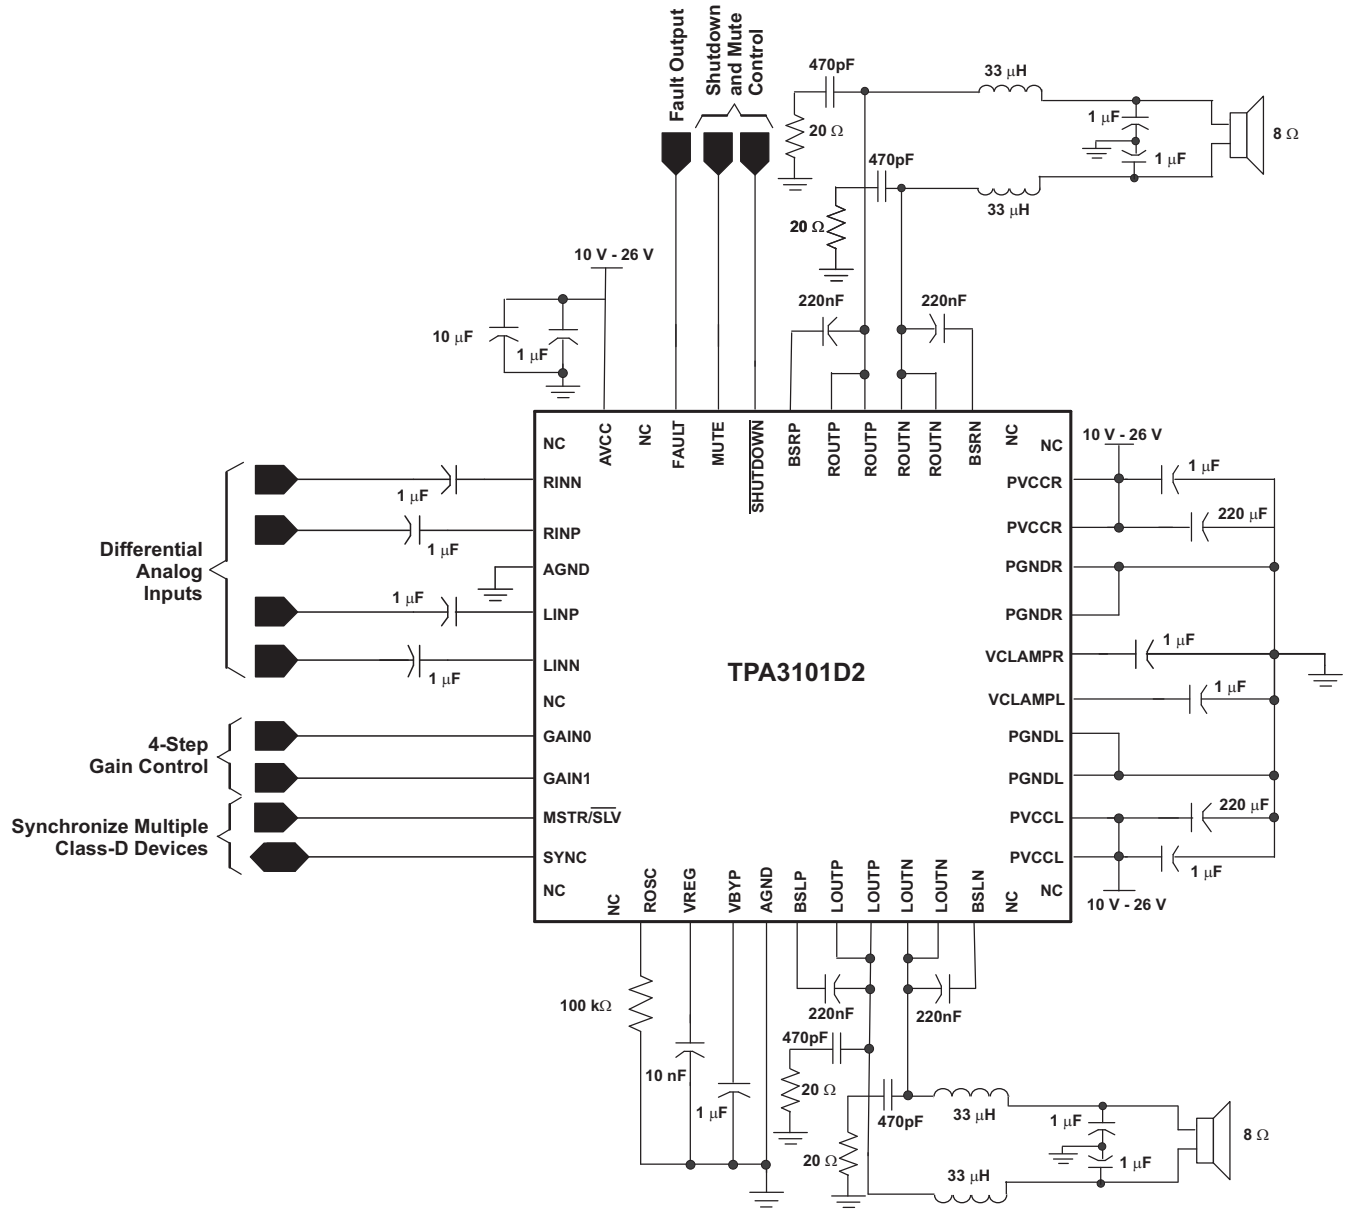 Fault Output
Shutdown
and Mute
Control
470pF
33 μH
20 Ω
1 μF
8 Ω
470pF
1 μF
20 Ω
33 μH
10 V - 26 V
220nF
220nF
10 μF
1 μF
NC
AVCC
NC
FAULT
MUTE
SHUTDOWN
BSRP
ROUTP
ROUTP
ROUTN
ROUTN
BSRN
NC
NC
10 V - 26 V
Differential
Analog
Inputs
1 μF
RINN
1 μF
RINP
AGND
1 μF
LINP
1 μF
LINN
NC
4-Step
Gain Control
GAIN0
GAIN1
Synchronize Multiple
Class-D Devices
MSTR/SLV
SYNC
NC
TPA3101D2
PVCCR
1 μF
PVCCR
220 μF
PGNDR
PGNDR
VCLAMPR
1 μF
VCLAMPL
1 μF
PGNDL
PGNDL
PVCCL
220 μF
PVCCL
1 μF
NC
10 V - 26 V
NC
ROSC
VREG
VBYP
AGND
BSLP
LOUTP
LOUTP
LOUTN
LOUTN
BSLN
NC
100 kΩ
220nF
220nF
470pF
10 nF
1 μF
20 Ω
470pF
33 μH
1 μF
8 Ω
20 Ω
33 μH
1 μF